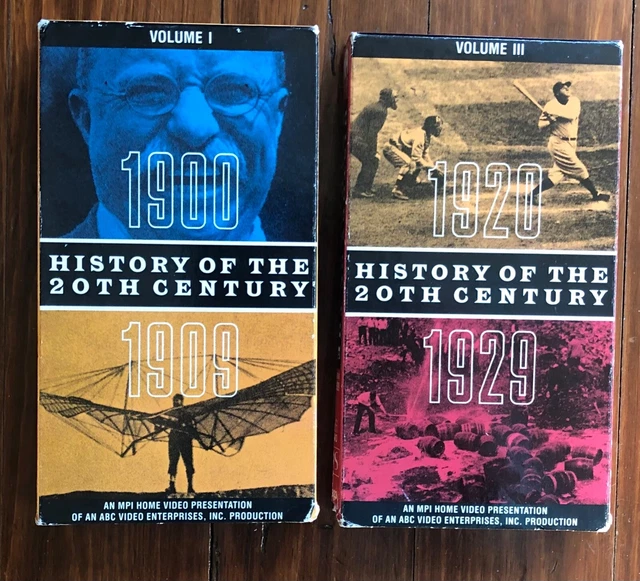 VOLUME I
1900
HISTORY OF THE
20TH CENTURY
1909
AN MPI HOME VIDEO PRESENTATION
OF AN ABC VIDEO ENTERPRISES, INC. PRODUCTION
VOLUME III
1920
HISTORY OF THE
20TH CENTURY
1929
AN MPI HOME VIDEO PRESENTATION
OF AN ABC VIDEO ENTERPRISES, INC. PRODUCTION